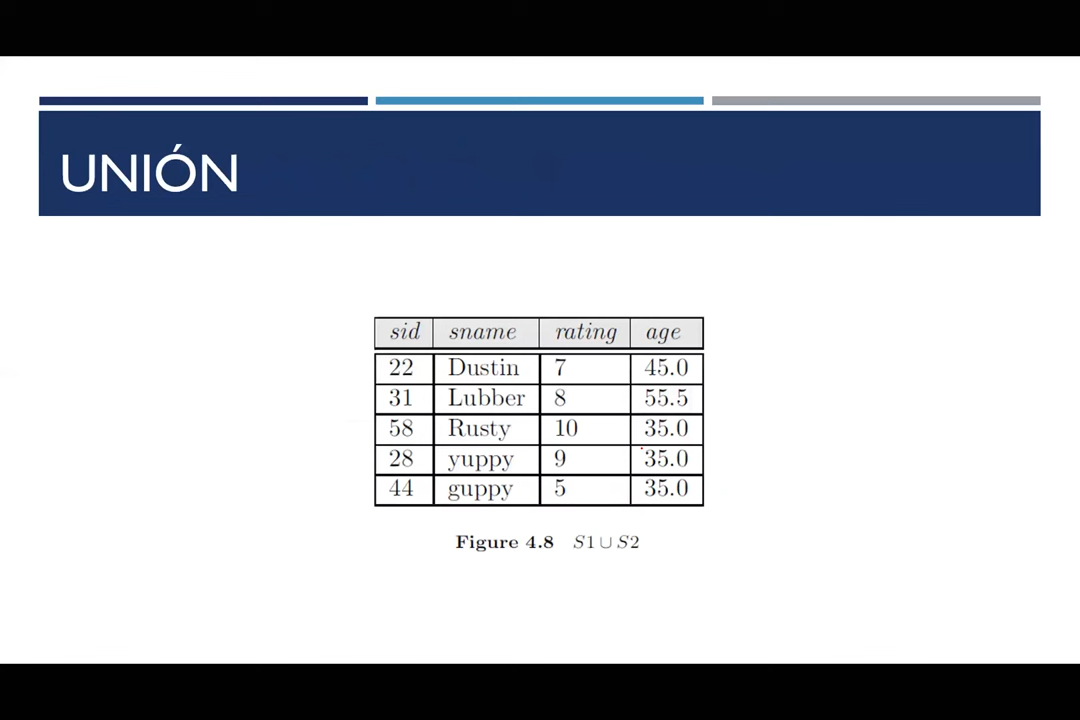 UNIÓN
sid sname rating age
22 Dustin 7 45.0
31 Lubber 8 55.5
58 Rusty 10 35.0
28 yuppy 9 35.0
44 guppy 5 35.0
Figure 4.8 S1 ∪ S2